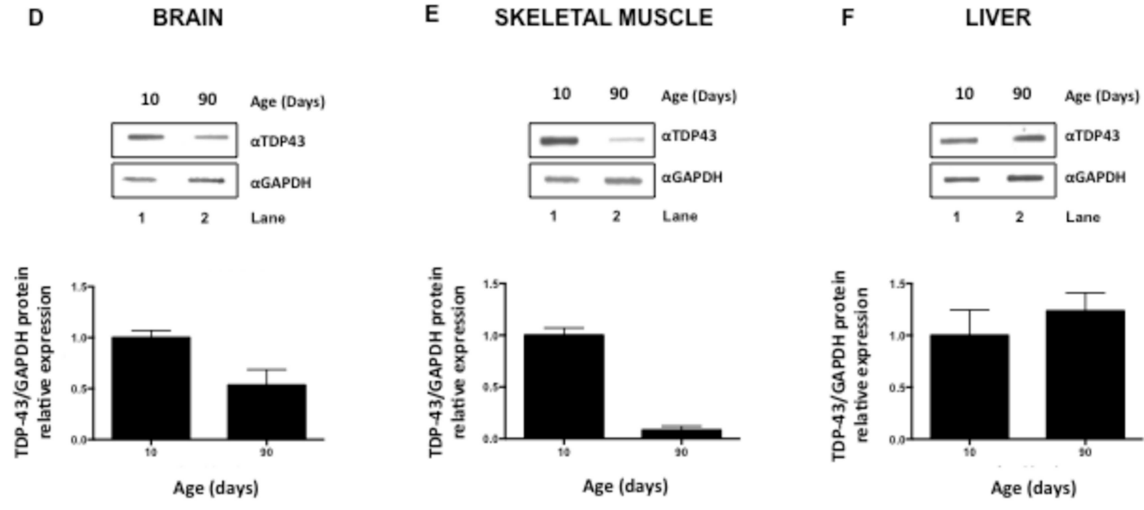 D BRAIN
10 90 Age (Days)
αTDP43
αGAPDH
1 2 Lane
TDP-43/GAPDH protein
relative expression
1.5
1.0
0.5
0.0
10 90
Age (days)
E SKELETAL MUSCLE
10 90 Age (Days)
αTDP43
αGAPDH
1 2 Lane
TDP-43/GAPDH protein
relative expression
1.5
1.0
0.5
0.0
10 90
Age (days)
F LIVER
10 90 Age (Days)
αTDP43
αGAPDH
1 2 Lane
TDP-43/GAPDH protein
relative expression
1.5
1.0
0.5
0.0
10 90
Age (days)